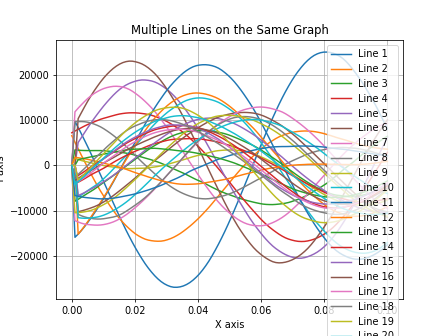 Multiple Lines on the Same Graph
20000
10000
0
−10000
−20000
0.00
0.02
0.04
0.06
0.08
X axis
Line 1
Line 2
Line 3
Line 4
Line 5
Line 6
Line 7
Line 8
Line 9
Line 10
Line 11
Line 12
Line 13
Line 14
Line 15
Line 16
Line 17
Line 18
Line 19
Line 20